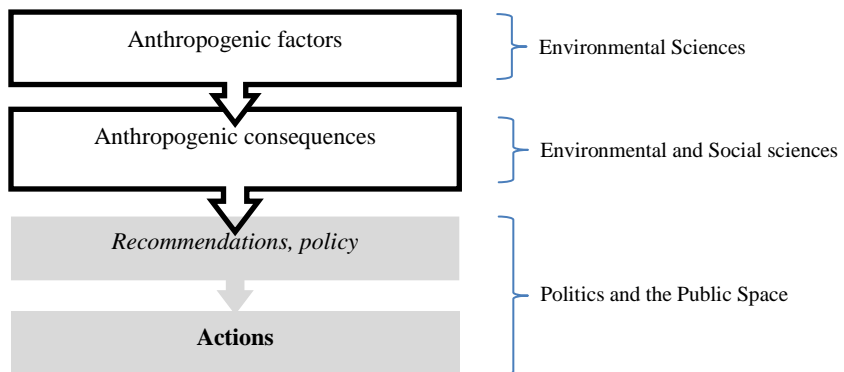 Anthropogenic factors
Environmental Sciences
Anthropogenic consequences
Environmental and Social sciences
Recommendations, policy
Politics and the Public Space
Actions